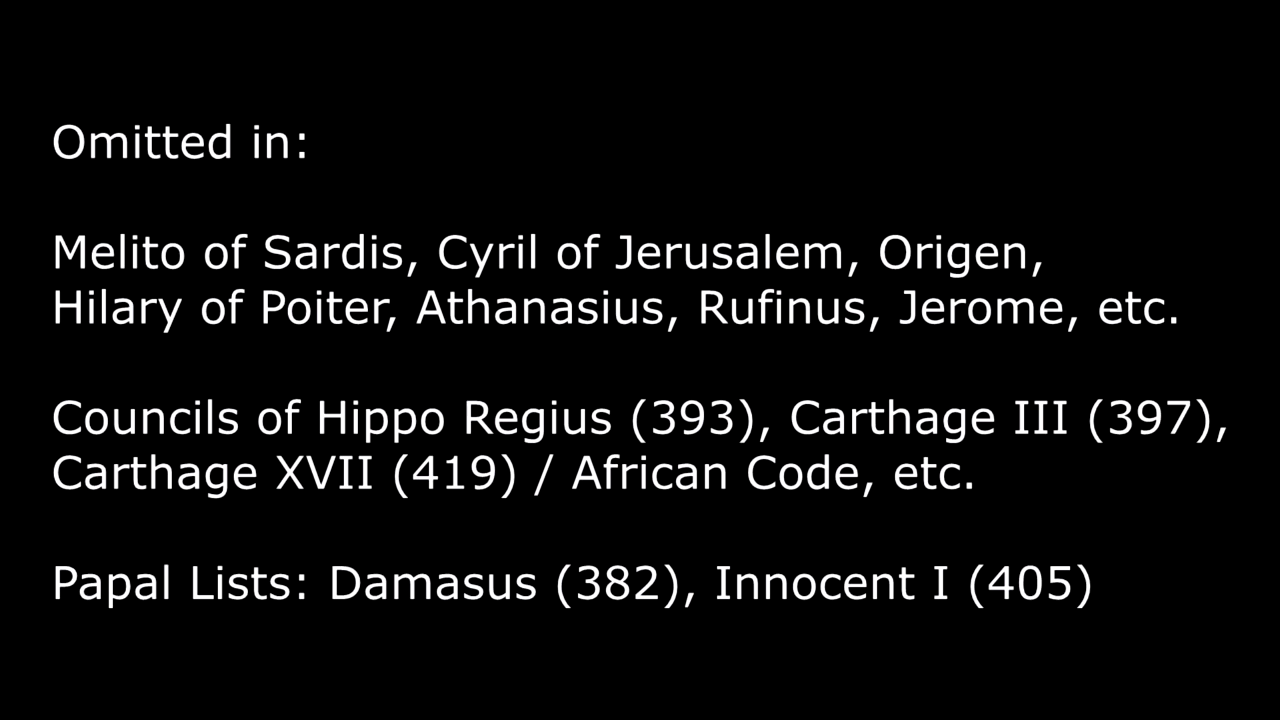 Omitted in:
Melito of Sardis, Cyril of Jerusalem, Origen,
Hilary of Poiter, Athanasius, Rufinus, Jerome, etc.
Councils of Hippo Regius (393), Carthage III (397),
Carthage XVII (419) / African Code, etc.
Papal Lists: Damasus (382), Innocent I (405)